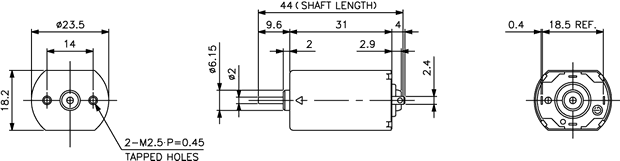 ø23.5
14
18.2
2-M2.5·P=0.45
TAPPED HOLES
44 (SHAFT LENGTH)
9.6
31
4
2
2.9
ø6.15
ø2
2.4
0.4
18.5 REF.